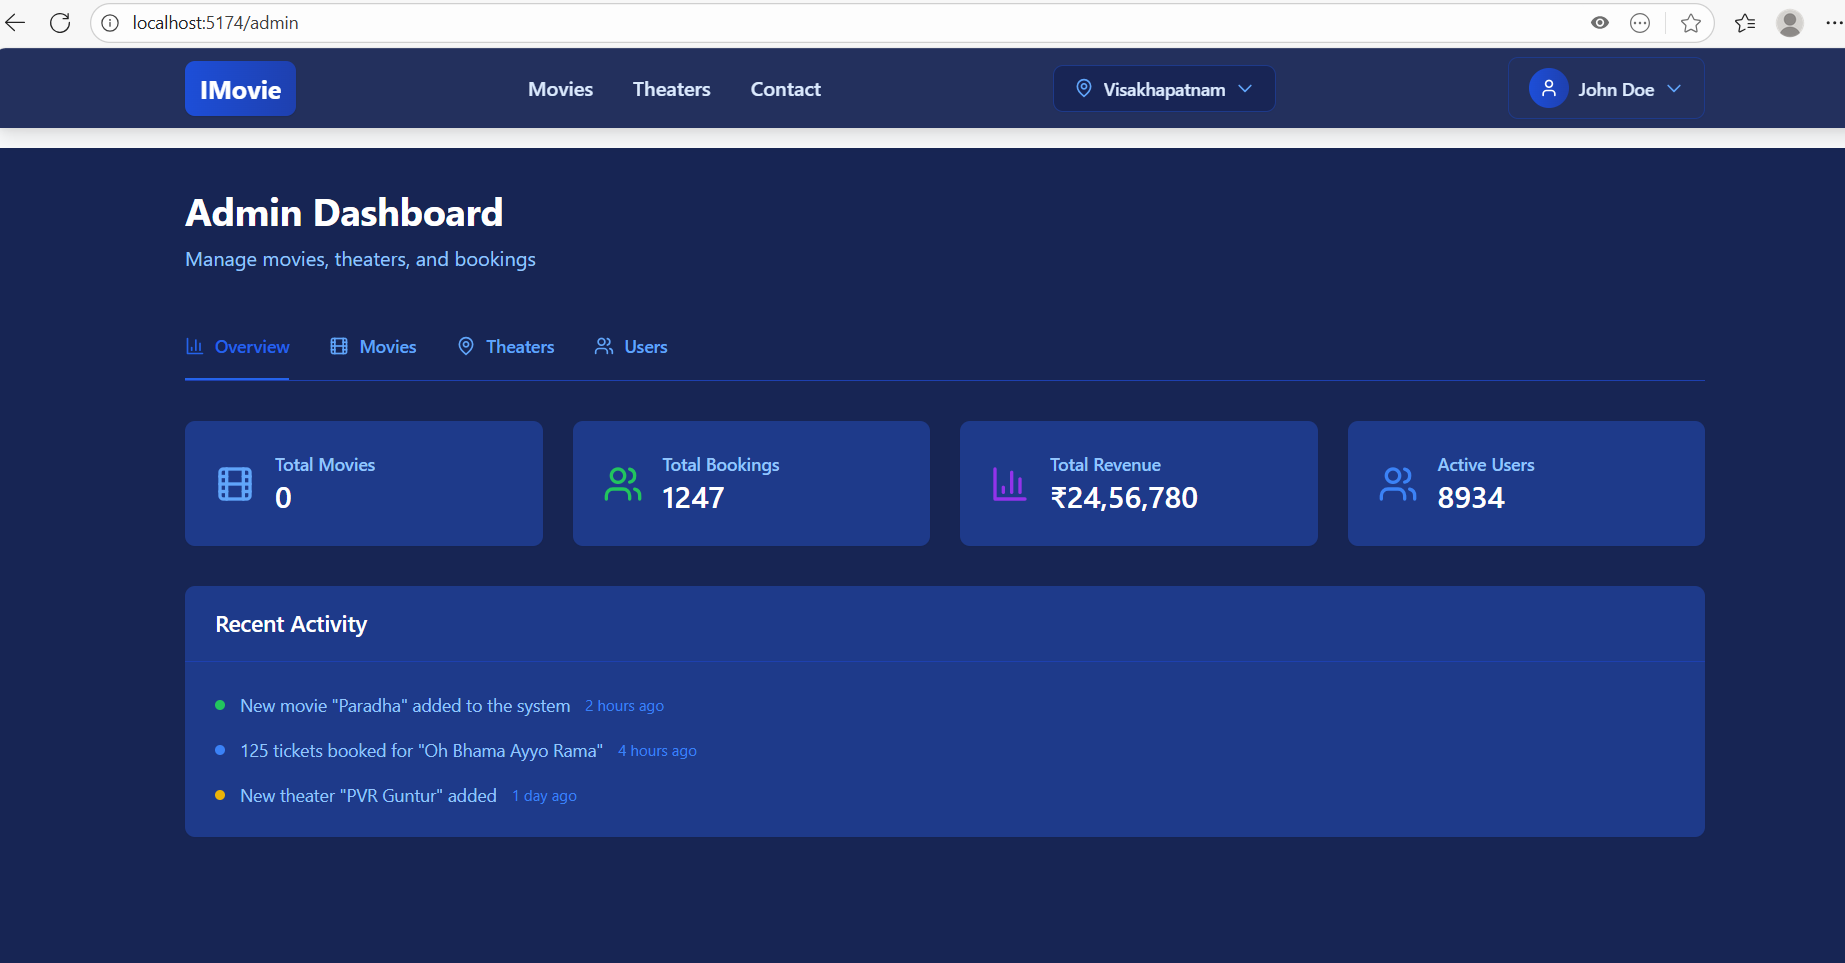 localhost:5174/admin
IMovie
Movies
Theaters
Contact
Visakhapatnam
John Doe
Admin Dashboard
Manage movies, theaters, and bookings
Overview
Movies
Theaters
Users
Total Movies
0
Total Bookings
1247
Total Revenue
₹24,56,780
Active Users
8934
Recent Activity
New movie "Paradha" added to the system 2 hours ago
125 tickets booked for "Oh Bhama Ayyo Rama" 4 hours ago
New theater "PVR Guntur" added 1 day ago